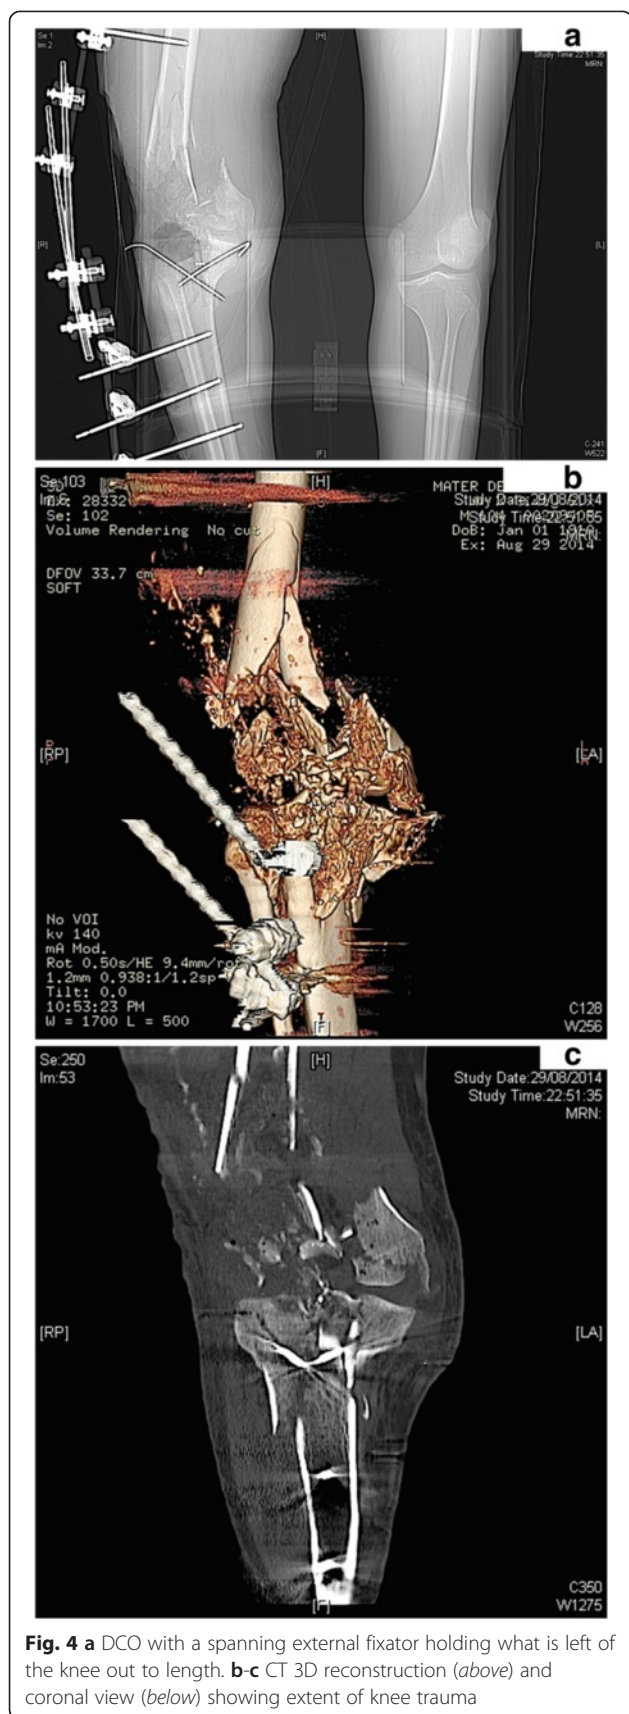 Se:1
Im:2
[H]
a
Study Time:22:51:35
MRN:
[R]
[L]
[F]
C-241
W522
b
Se:103
[H]
MATER DE
28332
Study Date:29/08/2014
Se: 102
Volume Rendering No cut
DoB: Jan 01
MRN:
Ex: Aug 29 2014
DFOV 33.7 cm
SOFT
[RP]
[LA]
No VOI
kv 140
mA Mod.
Rot 0.50s/HE 9.4mm/rot
1.2mm 0.938:1/1.2sp
Tilt: 0.0
10:53:23 PM
W = 1700 L = 500
[F]
C128
W256
c
Se:250
Im:53
[H]
Study Date:29/08/2014
Study Time:22:51:35
MRN:
[RP]
[LA]
[F]
C350
W1275
Fig. 4 a DCO with a spanning external fixator holding what is left of
the knee out to length. b-c CT 3D reconstruction (above) and
coronal view (below) showing extent of knee trauma